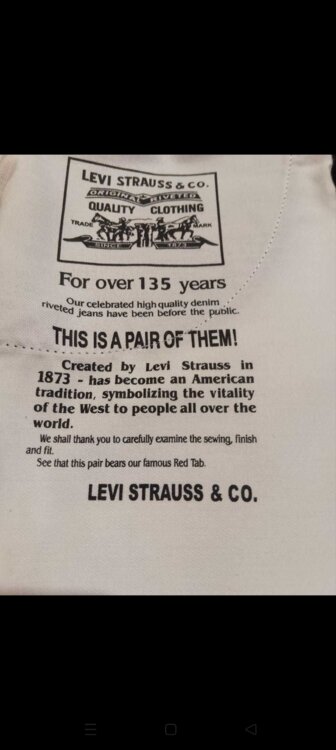 LEVI STRAUSS & CO.
ORIGINAL RIVETED
QUALITY CLOTHING
TRADE MARK
SINCE 1873
For over 135 years
Our celebrated high quality denim
riveted jeans have been before the public.
THIS IS A PAIR OF THEM!
Created by Levi Strauss in
1873 - has become an American
tradition, symbolizing the vitality
of the West to people all over the
world.
We shall thank you to carefully examine the sewing, finish
and fit.
See that this pair bears our famous Red Tab.
LEVI STRAUSS & CO.